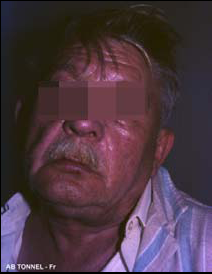 AB TONNEL - Fr